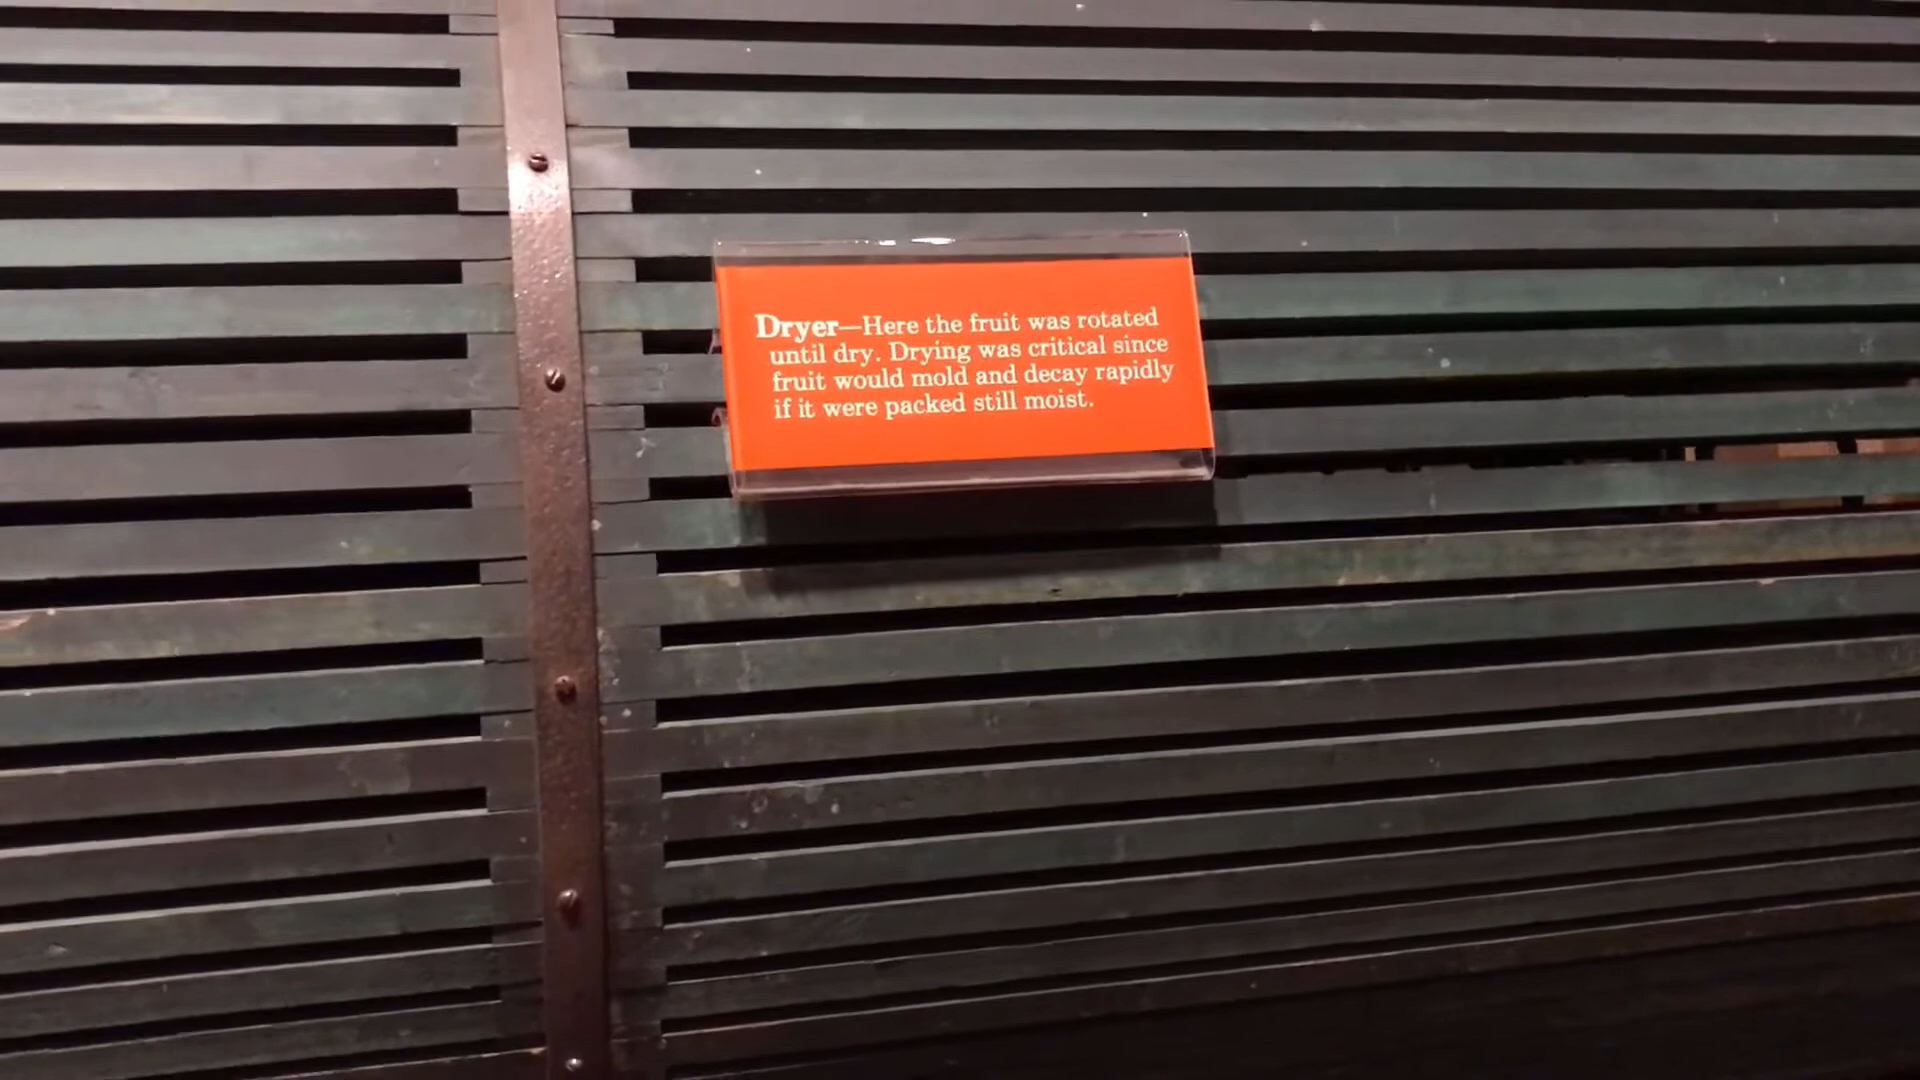 Dryer—Here the fruit was rotated
until dry. Drying was critical since
fruit would mold and decay rapidly
if it were packed still moist.